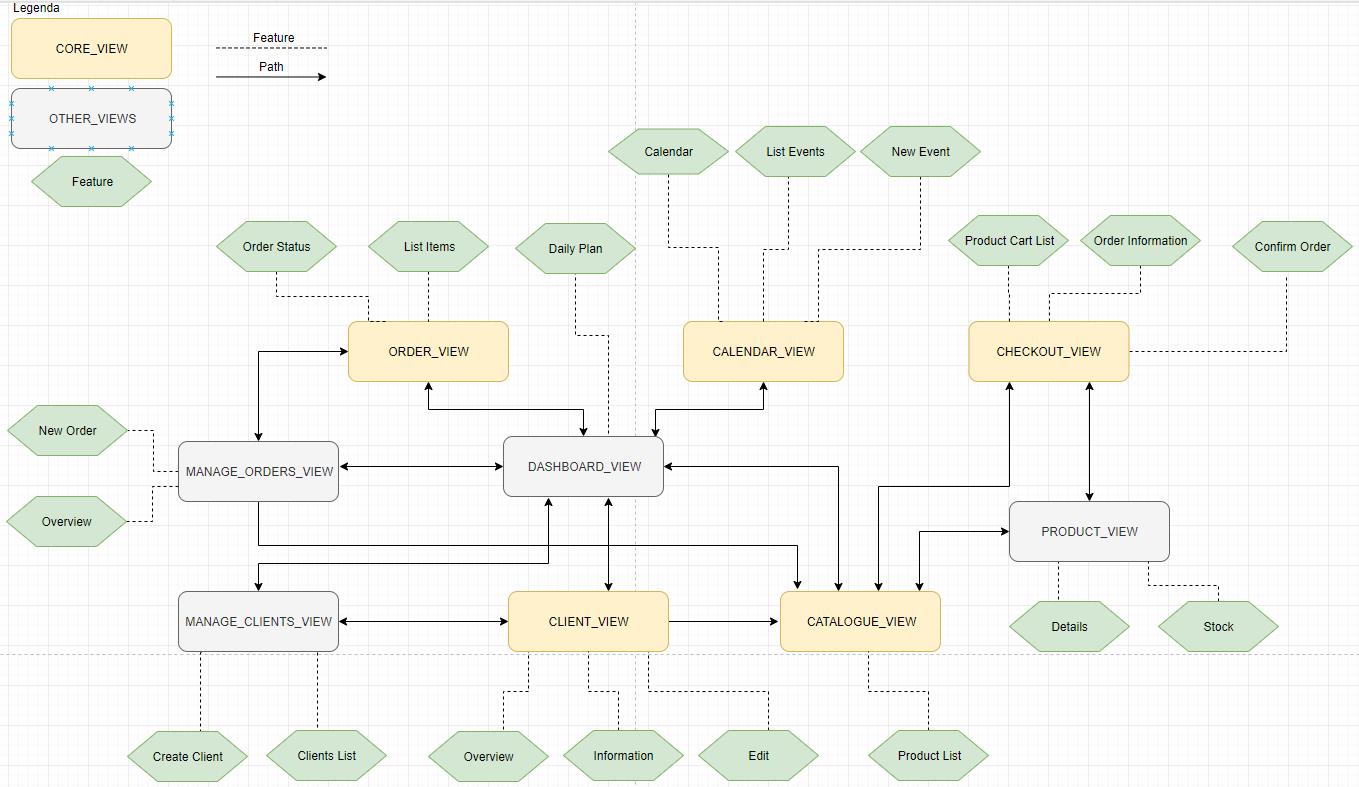 Legenda
CORE_VIEW
Feature
Path
OTHER_VIEWS
Feature
Calendar
List Events
New Event
Order Status
List Items
Daily Plan
Product Cart List
Order Information
Confirm Order
ORDER_VIEW
CALENDAR_VIEW
CHECKOUT_VIEW
New Order
MANAGE_ORDERS_VIEW
DASHBOARD_VIEW
Overview
PRODUCT_VIEW
MANAGE_CLIENTS_VIEW
CLIENT_VIEW
CATALOGUE_VIEW
Details
Stock
Create Client
Clients List
Overview
Information
Edit
Product List